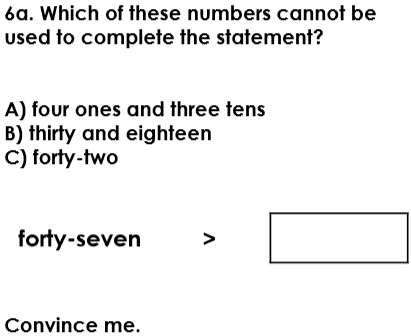 6a. Which of these numbers cannot be
used to complete the statement?
A) four ones and three tens
B) thirty and eighteen
C) forty-two
forty-seven >
Convince me.